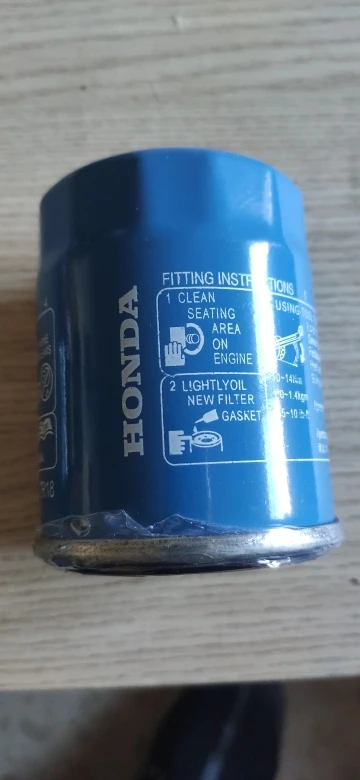 HONDA
FITTING INSTRUCTIONS
1 CLEAN
SEATING
AREA
ON
ENGINE
USING
2 LIGHTLYOIL
NEW FILTER
GASKET